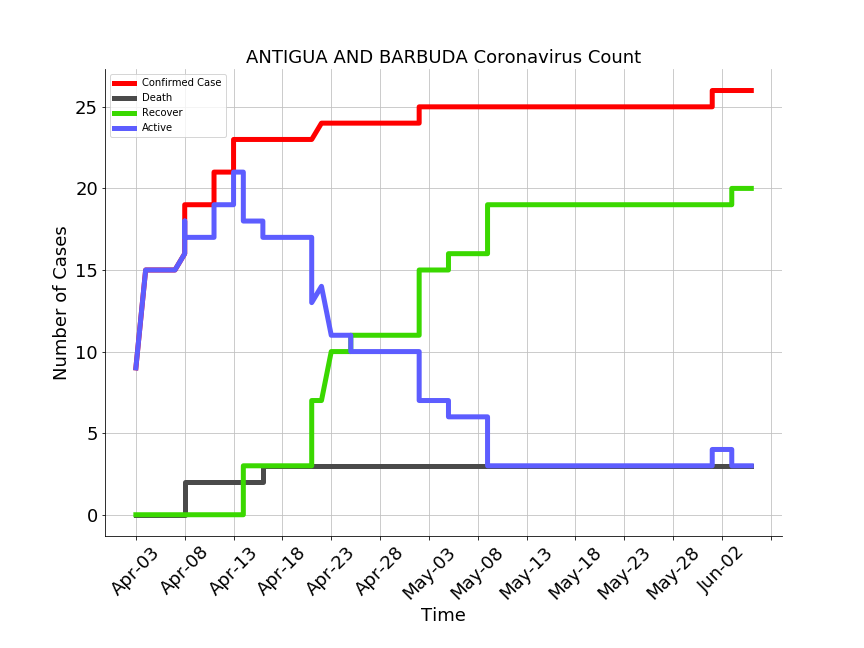 ANTIGUA AND BARBUDA Coronavirus Count
Confirmed Case
Death
Recover
Active
Number of Cases
25
20
15
10
5
0
Apr-03
Apr-08
Apr-13
Apr-18
Apr-23
Apr-28
May-03
May-08
May-13
May-18
May-23
May-28
Jun-02
Time